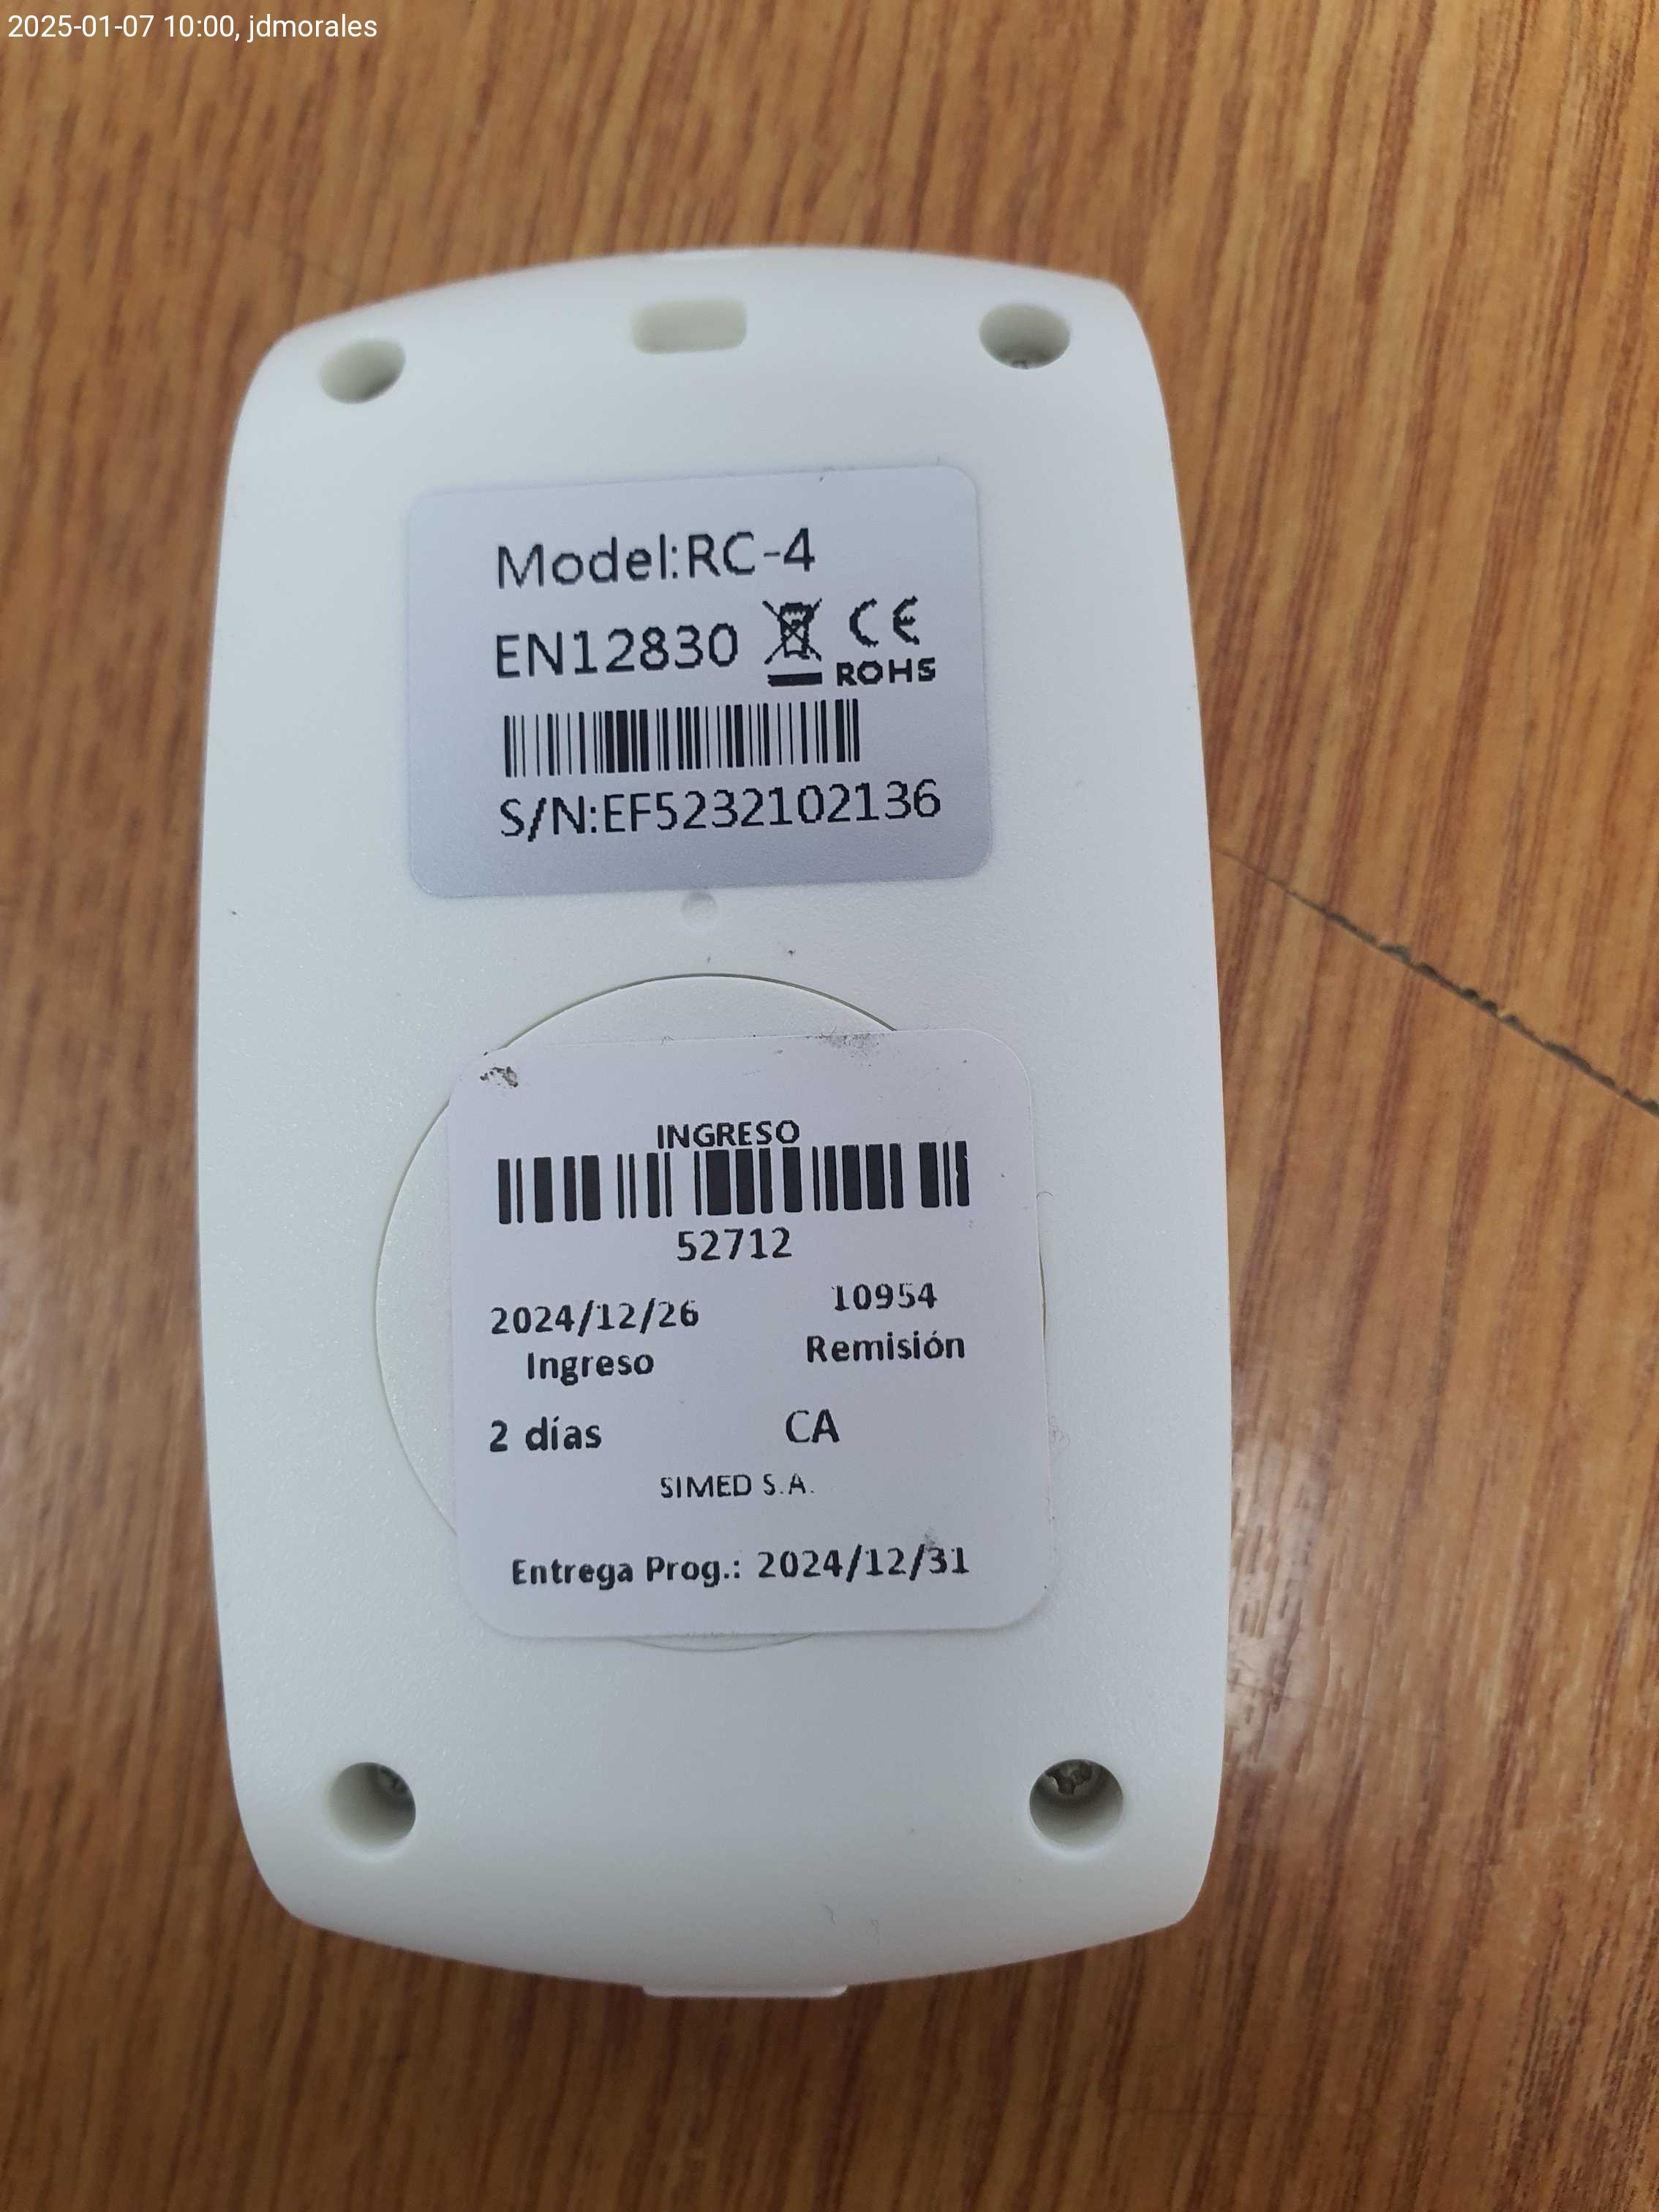 2025-01-07 10:00, jdmorales
Model:RC-4
EN12830 CE
ROHS
S/N:EF5232102136
INGRESO
52712
2024/12/26 10954
Ingreso Remisión
2 días CA
SIMED S.A.
Entrega Prog.: 2024/12/31